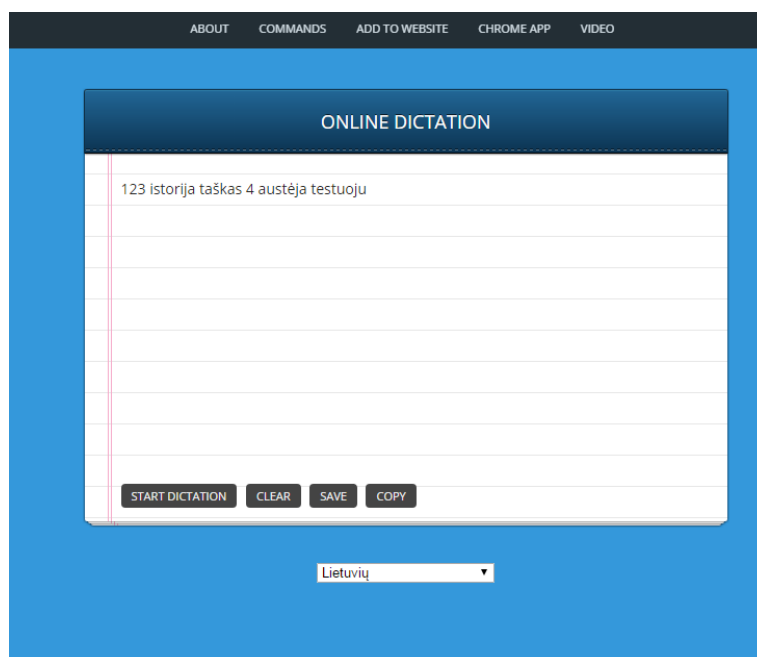 ABOUT COMMANDS ADD TO WEBSITE CHROME APP VIDEO
ONLINE DICTATION
123 istorija taškas 4 austėja testuoju
START DICTATION CLEAR SAVE COPY
Lietuvių